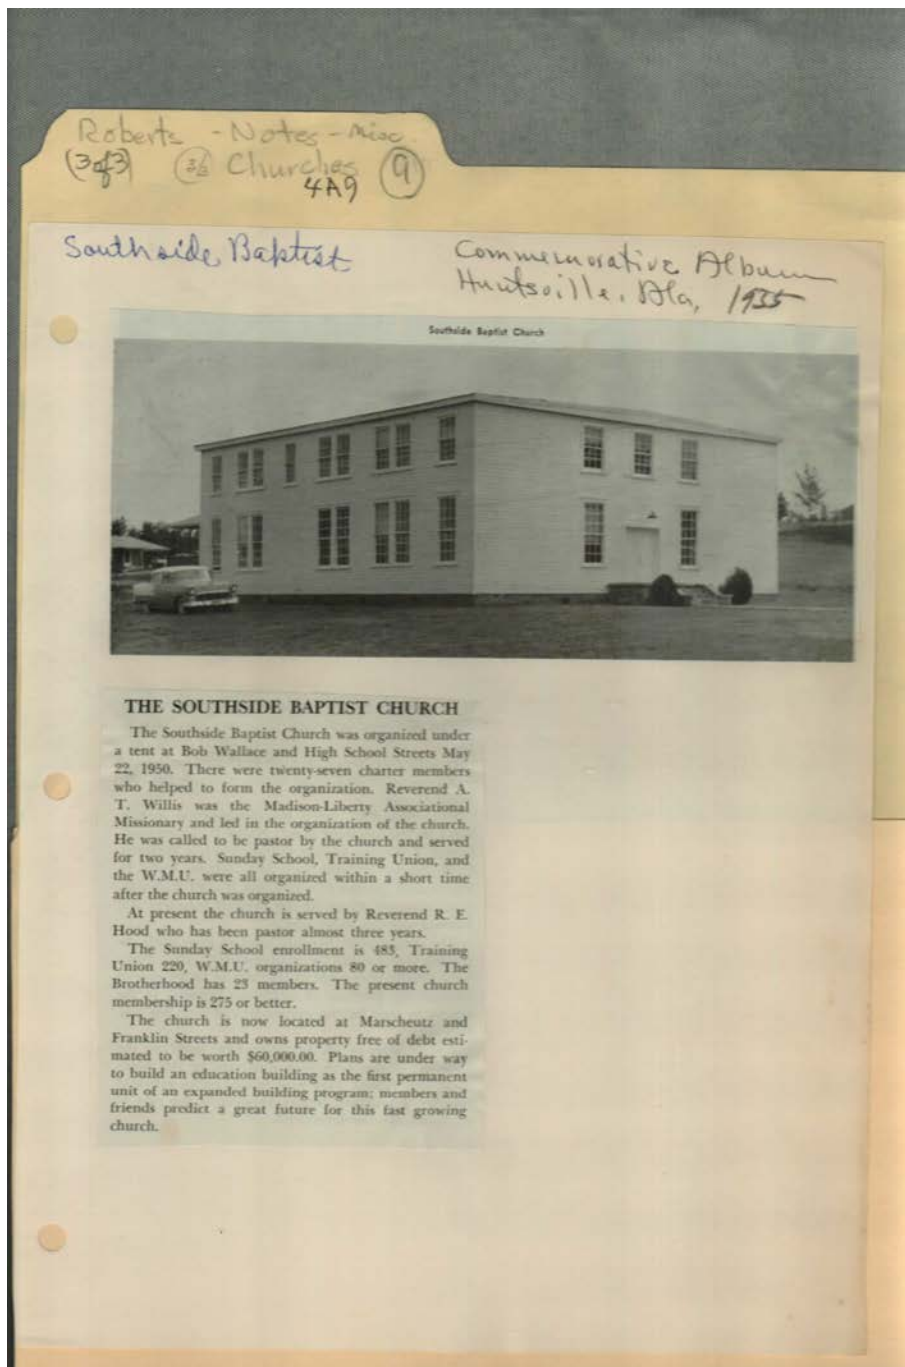 Roberts - Notes - Misc.
(3 of 3) (3/3) Churches (9)
4A9
Southside Baptist
Commemorative Album
Huntsville, Ala, 1955
Southside Baptist Church
THE SOUTHSIDE BAPTIST CHURCH
The Southside Baptist Church was organized under
a tent at Bob Wallace and High School Streets May
22, 1950. There were twenty-seven charter members
who helped to form the organization. Reverend A.
T. Willis was the Madison-Liberty Associational
Missionary and led in the organization of the church.
He was called to be pastor by the church and served
for two years. Sunday School, Training Union, and
the W.M.U. were all organized within a short time
after the church was organized.
At present the church is served by Reverend R. E.
Hood who has been pastor almost three years.
The Sunday School enrollment is 483, Training
Union 220, W.M.U. organizations 80 or more. The
Brotherhood has 23 members. The present church
membership is 275 or better.
The church is now located at Marscheutz and
Franklin Streets and owns property free of debt esti-
mated to be worth $60,000.00. Plans are under way
to build an education building as the first permanent
unit of an expanded building program; members and
friends predict a great future for this fast growing
church.